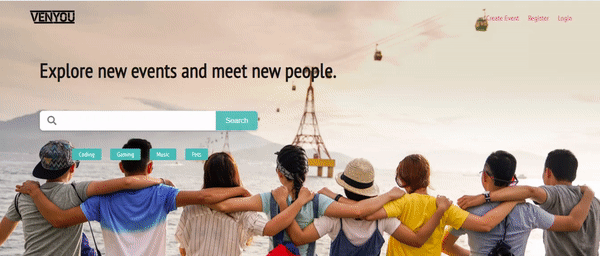 VENYOU
Create Event Register Login
Explore new events and meet new people.
Search
Coding Gaming Music Pets